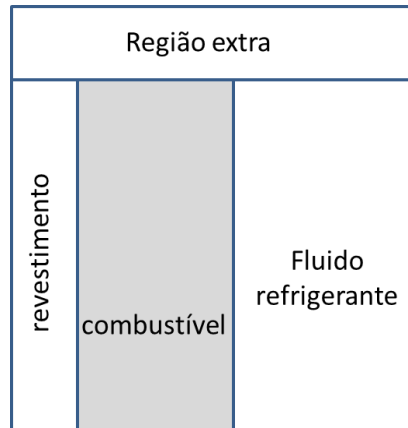 Região extra
revestimento
combustível
Fluido
refrigerante